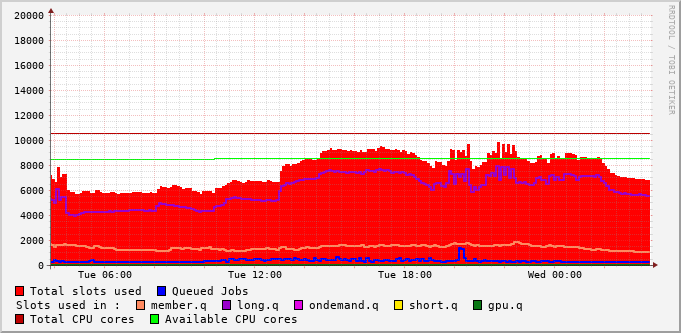 20000
18000
16000
14000
12000
10000
8000
6000
4000
2000
0
Tue 06:00 Tue 12:00 Tue 18:00 Wed 00:00
Total slots used Queued Jobs
Slots used in : member.q long.q ondemand.q short.q gpu.q
Total CPU cores Available CPU cores
RRDTOOL / TOBI OETIKER